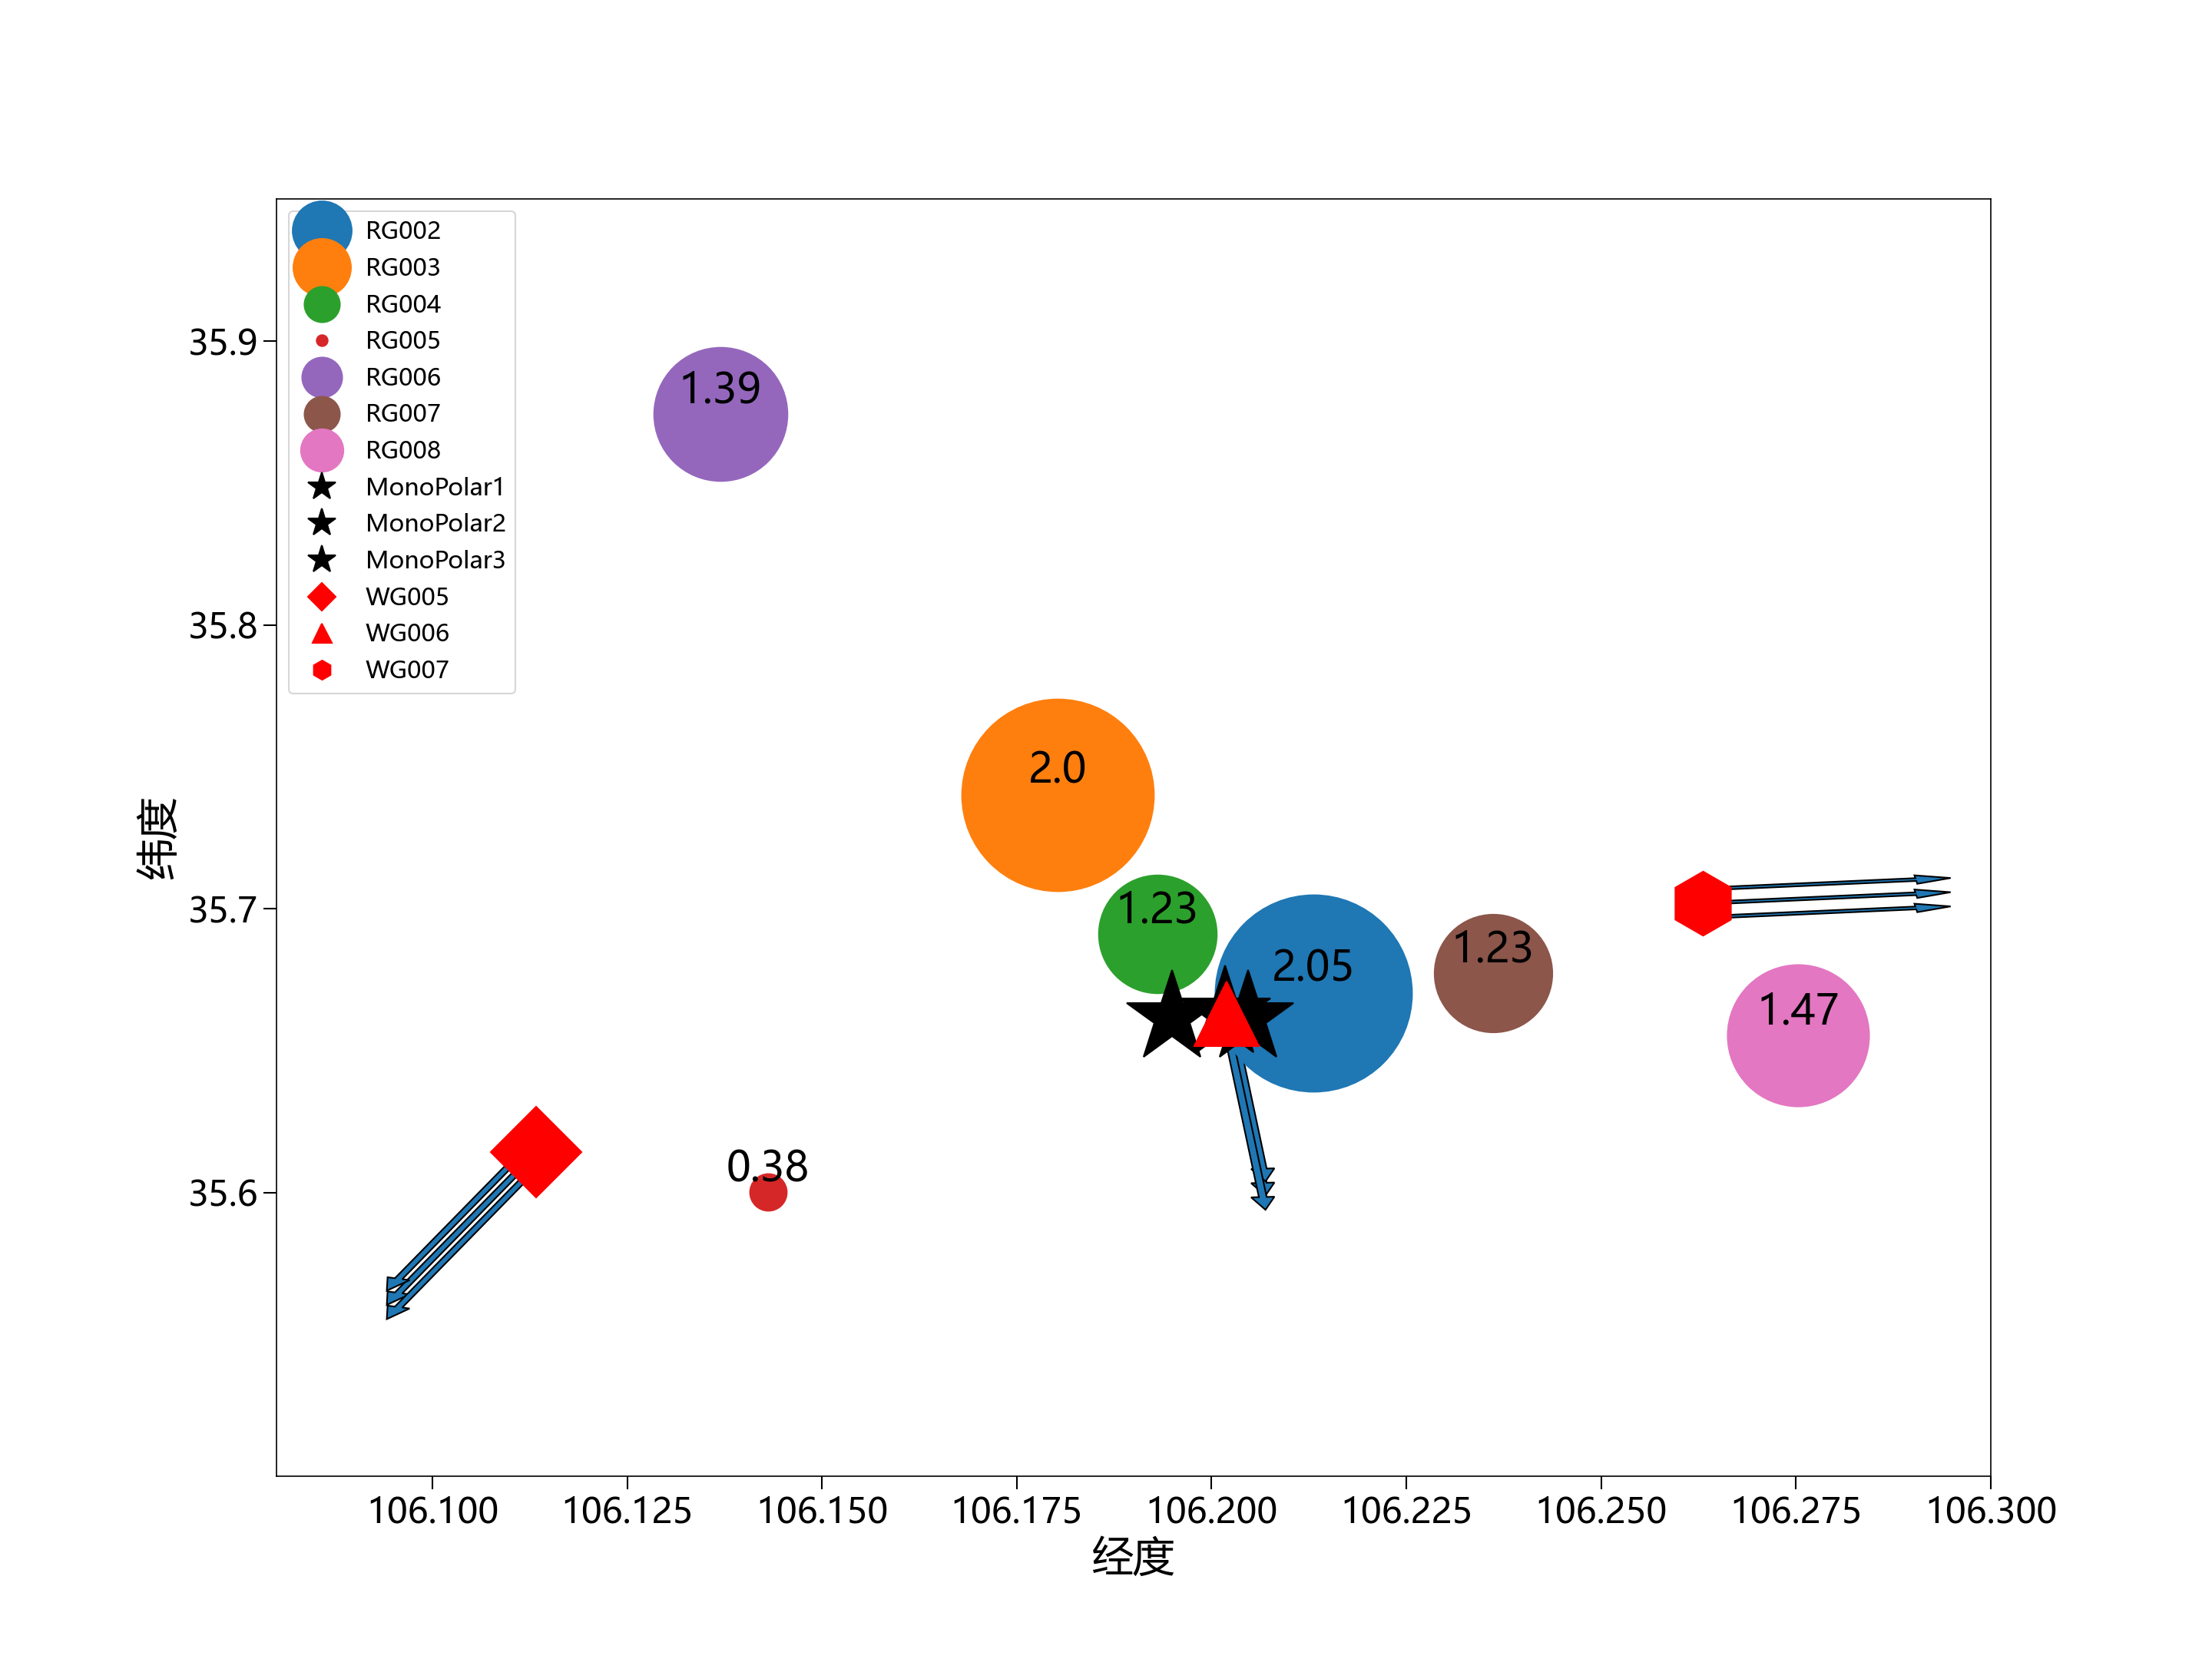 RG002
RG003
RG004
RG005
RG006
RG007
RG008
MonoPolar1
MonoPolar2
MonoPolar3
WG005
WG006
WG007
1.39
2.0
1.23
2.05
1.23
1.47
0.38
35.9
35.8
35.7
35.6
纬度
106.100 106.125 106.150 106.175 106.200 106.225 106.250 106.275 106.300
经度